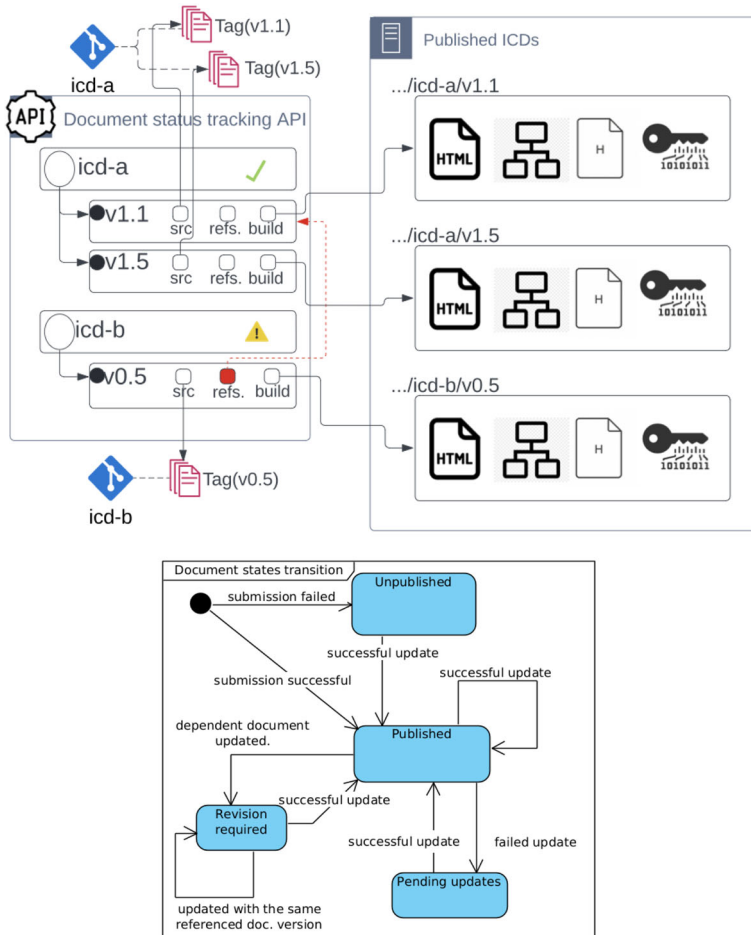 Tag(v1.1)
Tag(v1.5)
icd-a
API
Document status tracking API
icd-a
v1.1
src
refs.
build
v1.5
src
refs.
build
icd-b
!
v0.5
src
refs.
build
icd-b
Tag(v0.5)
Published ICDs
.../icd-a/v1.1
HTML
H
10101011
.../icd-a/v1.5
HTML
H
10101011
.../icd-b/v0.5
HTML
H
10101011
Document states transition
Unpublished
submission failed
successful update
submission successful
successful update
dependent document
updated.
Published
successful update
Revision
required
successful update
failed update
Pending updates
updated with the same
referenced doc. version